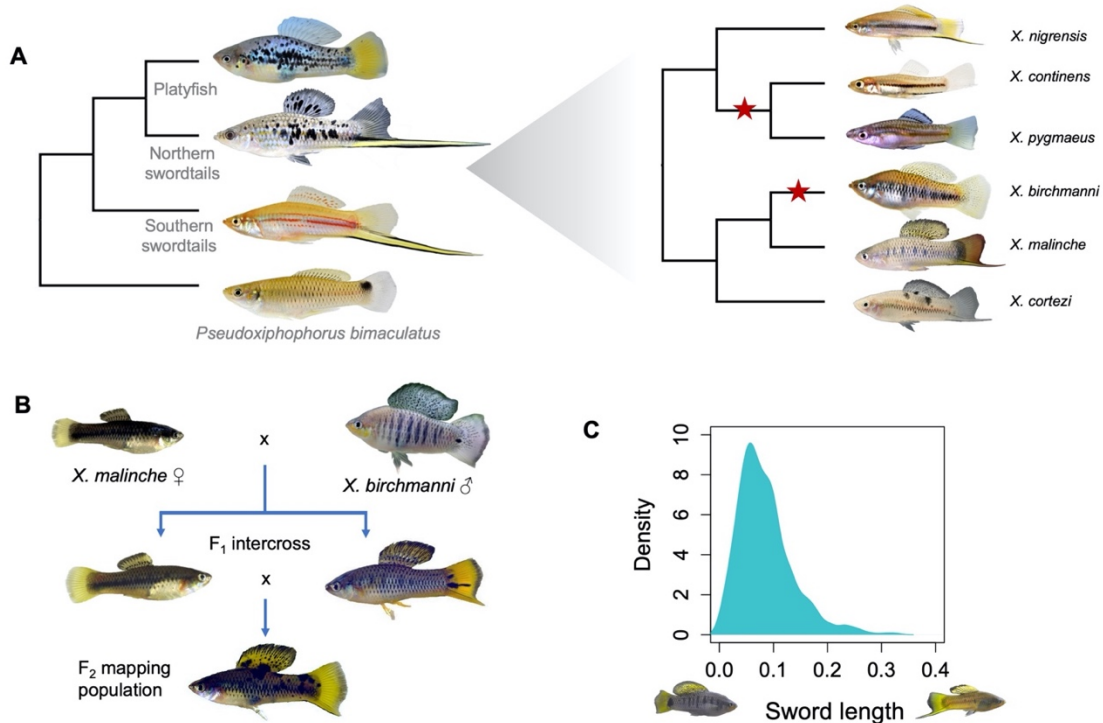 A
Platyfish
Northern
swordtails
Southern
swordtails
Pseudoxiphophorus bimaculatus
X. nigrensis
X. continens
X. pygmaeus
X. birchmanni
X. malinche
X. cortezi
B
X. malinche ♀
x
X. birchmanni ♂
F₁ intercross
x
F₂ mapping
population
C
Density
10
8
6
4
2
0
0.0 0.1 0.2 0.3 0.4
Sword length